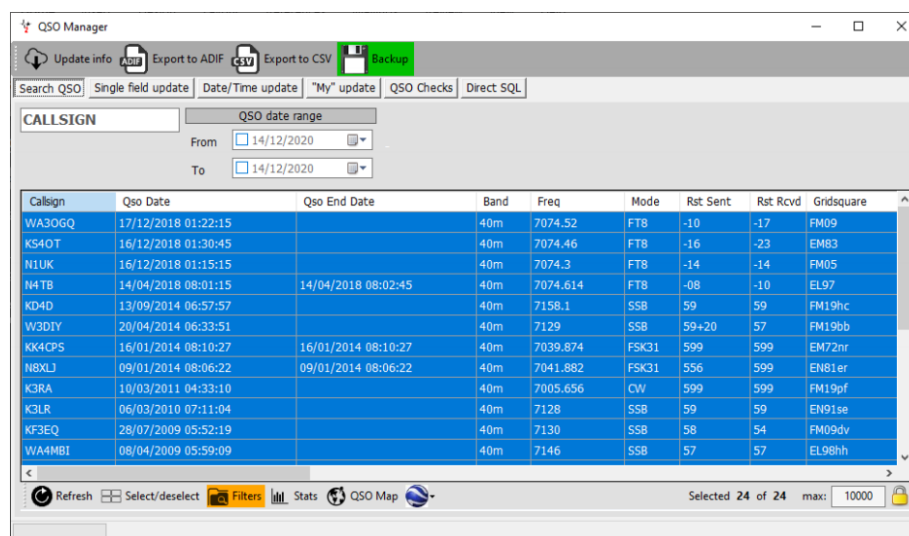 QSO Manager
Update info ADIF Export to ADIF CSV Export to CSV Backup
Search QSO Single field update Date/Time update "My" update QSO Checks Direct SQL
CALLSIGN QSO date range
From 14/12/2020
To 14/12/2020
Callsign Qso Date Qso End Date Band Freq Mode Rst Sent Rst Rcvd Gridsquare
WA3OGQ 17/12/2018 01:22:15 40m 7074.52 FT8 -10 -17 FM09
KS4OT 16/12/2018 01:30:45 40m 7074.46 FT8 -16 -23 EM83
N1UK 16/12/2018 01:15:15 40m 7074.3 FT8 -14 -14 FM05
N4TB 14/04/2018 08:01:15 14/04/2018 08:02:45 40m 7074.614 FT8 -08 -10 EL97
KD4D 13/09/2014 06:57:57 40m 7158.1 SSB 59 59 FM19hc
W3DIY 20/04/2014 06:33:51 40m 7129 SSB 59+20 57 FM19bb
KK4CPS 16/01/2014 08:10:27 16/01/2014 08:10:27 40m 7039.874 FSK31 599 599 EM72nr
N8XLJ 09/01/2014 08:06:22 09/01/2014 08:06:22 40m 7041.882 FSK31 556 599 EN81er
K3RA 10/03/2011 04:33:10 40m 7005.656 CW 599 599 FM19pf
K3LR 06/03/2010 07:11:04 40m 7128 SSB 59 59 EN91se
KF3EQ 28/07/2009 05:52:19 40m 7130 SSB 58 54 FM09dv
WA4MBI 08/04/2009 05:59:09 40m 7146 SSB 57 57 EL98hh
Refresh Select/deselect Filters Stats QSO Map Selected 24 of 24 max: 10000